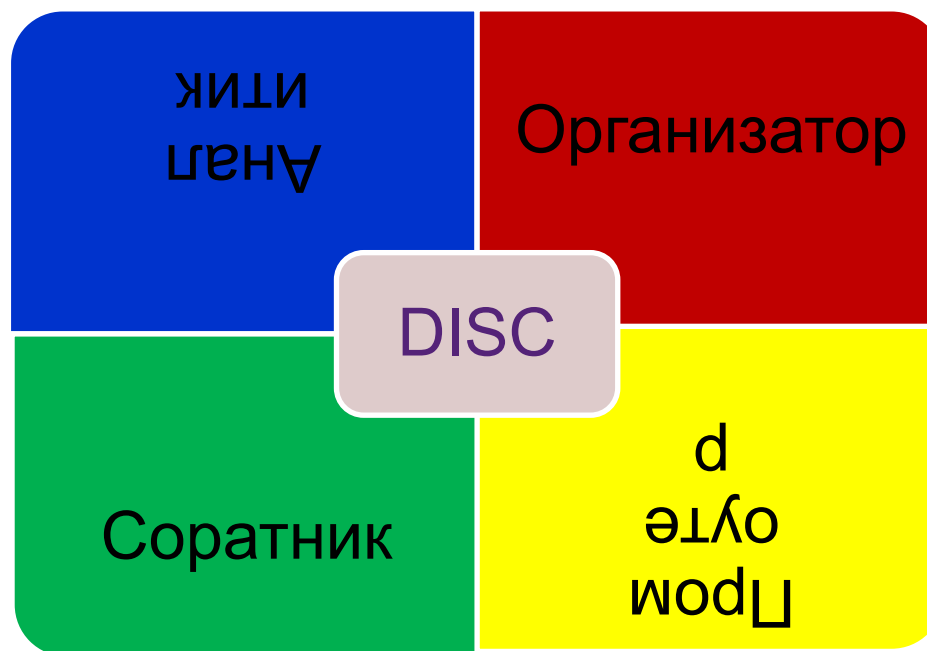 Анал
итик
Организатор
DISC
Соратник
Пром
оуте
р